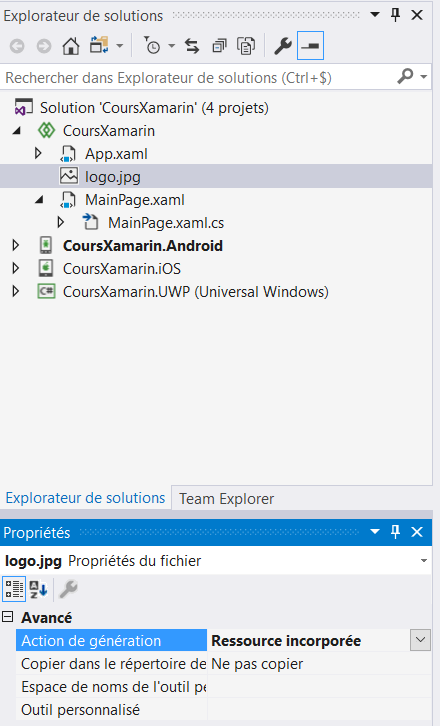 Explorateur de solutions
Rechercher dans Explorateur de solutions (Ctrl+$)
Solution 'CoursXamarin' (4 projets)
CoursXamarin
App.xaml
logo.jpg
MainPage.xaml
MainPage.xaml.cs
CoursXamarin.Android
CoursXamarin.iOS
C# CoursXamarin.UWP (Universal Windows)
Explorateur de solutions Team Explorer
Propriétés
logo.jpg Propriétés du fichier
Avancé
Action de génération Ressource incorporée
Copier dans le répertoire de Ne pas copier
Espace de noms de l'outil pe
Outil personnalisé